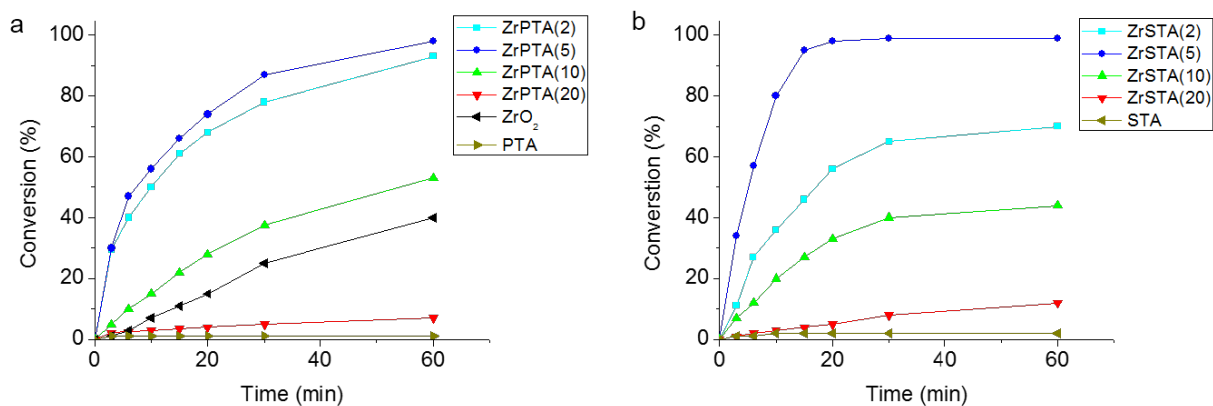 a
100
80
60
40
20
0
Conversion (%)
0 20 40 60
Time (min)
ZrPTA(2)
ZrPTA(5)
ZrPTA(10)
ZrPTA(20)
ZrO₂
PTA
b
100
80
60
40
20
0
Converstion (%)
0 20 40 60
Time (min)
ZrSTA(2)
ZrSTA(5)
ZrSTA(10)
ZrSTA(20)
STA